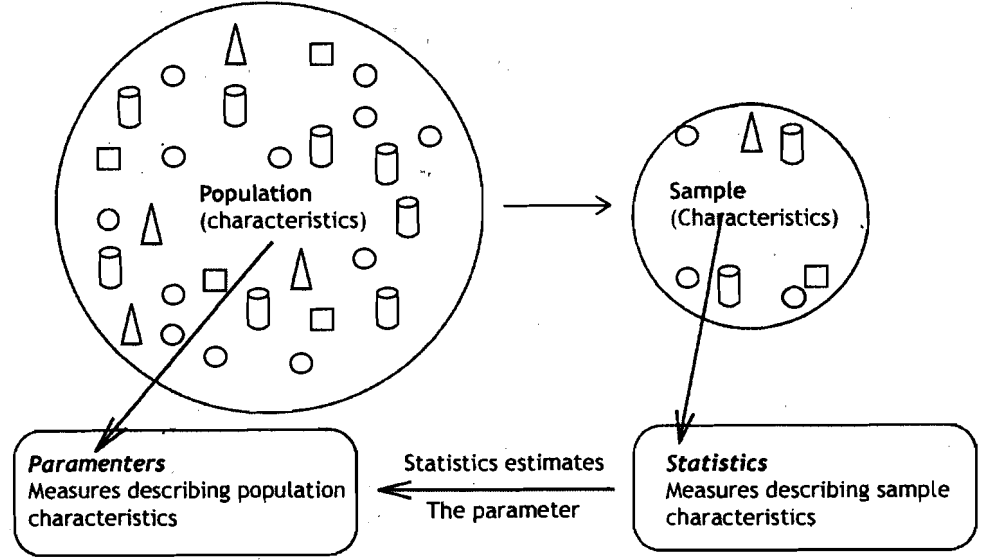 Population
(characteristics)
Sample
(Characteristics)
Paramenters
Measures describing population
characteristics
Statistics estimates
The parameter
Statistics
Measures describing sample
characteristics